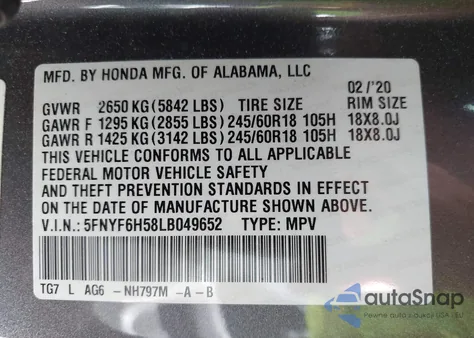 MFD. BY HONDA MFG. OF ALABAMA, LLC
02 /'20
GVWR 2650 KG (5842 LBS) TIRE SIZE RIM SIZE
GAWR F 1295 KG (2855 LBS) 245/60R18 105H 18X8.0J
GAWR R 1425 KG (3142 LBS) 245/60R18 105H 18X8.0J
THIS VEHICLE CONFORMS TO ALL APPLICABLE
FEDERAL MOTOR VEHICLE SAFETY
AND THEFT PREVENTION STANDARDS IN EFFECT
ON THE DATE OF MANUFACTURE SHOWN ABOVE.
V.I.N.: 5FNYF6H58LB049652 TYPE: MPV
TG7 L AG6 -NH797M -A-B
autoSnap
Pewne auta z